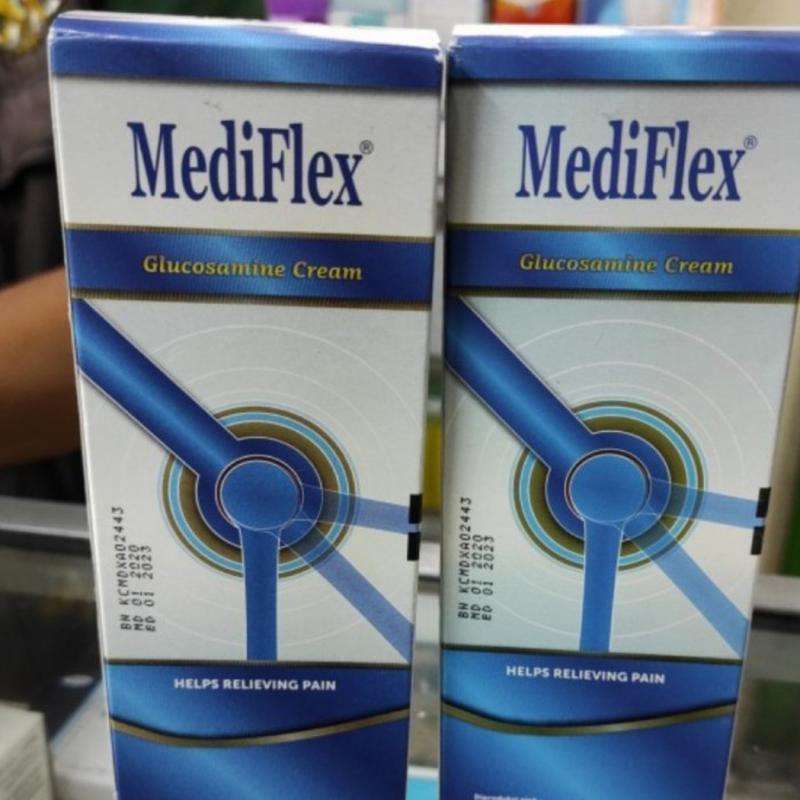 MediFlex®
Glucosamine Cream
BN KCMDXA02443
MD 01 2020
ED 01 2023
HELPS RELIEVING PAIN
MediFlex®
Glucosamine Cream
BN KCMDXA02443
MD 01 2020
ED 01 2023
HELPS RELIEVING PAIN